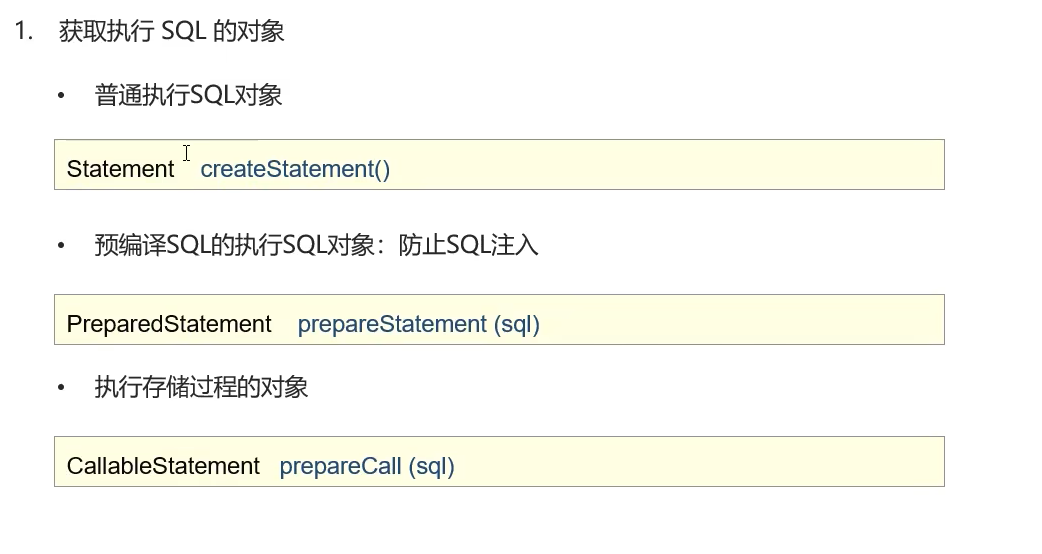 1. 获取执行 SQL 的对象
• 普通执行SQL对象
Statement createStatement()
• 预编译SQL的执行SQL对象：防止SQL注入
PreparedStatement prepareStatement (sql)
• 执行存储过程的对象
CallableStatement prepareCall (sql)